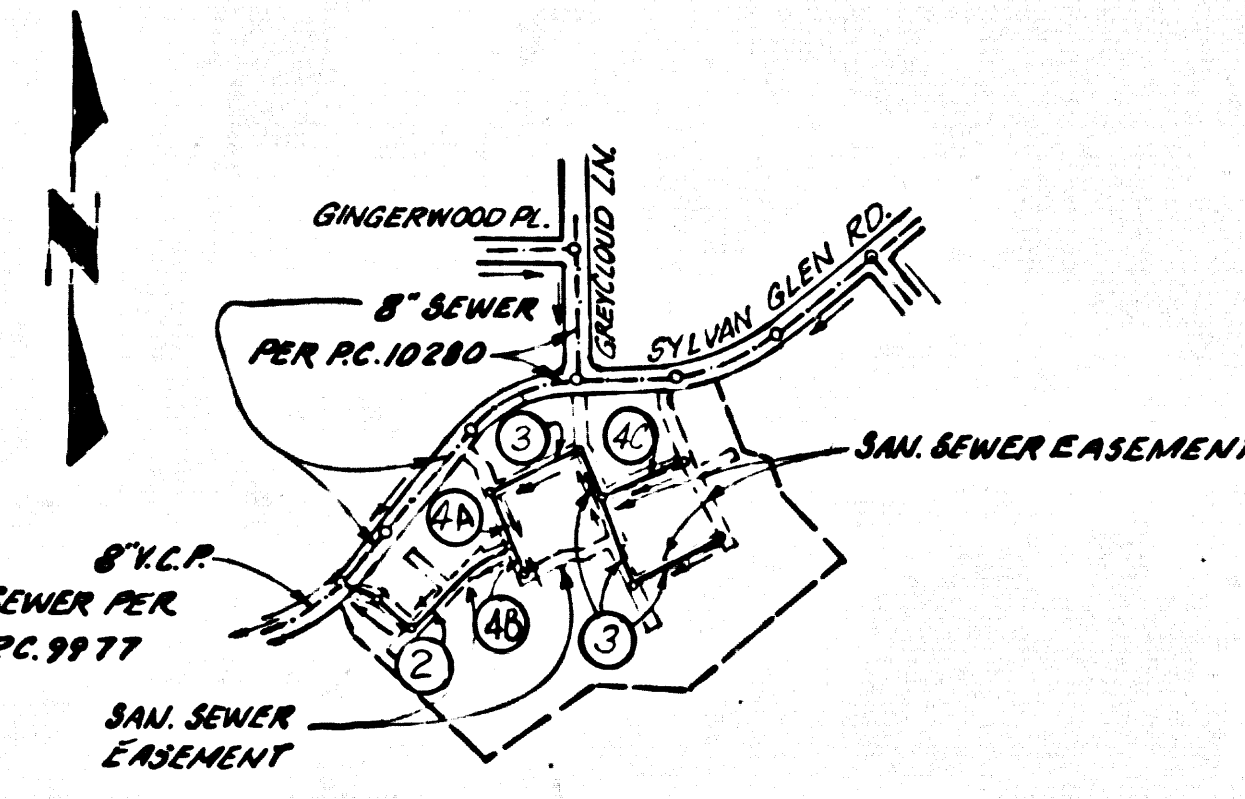 N
GINGERWOOD PL.
GREYCLOUD LN.
SYLVAN GLEN RD.
8" SEWER
PER P.C. 10280
3
4C
SAN. SEWER EASEMENT
4A
8" V.C.P.
SEWER PER
P.C. 9977
4B
3
2
SAN. SEWER
EASEMENT